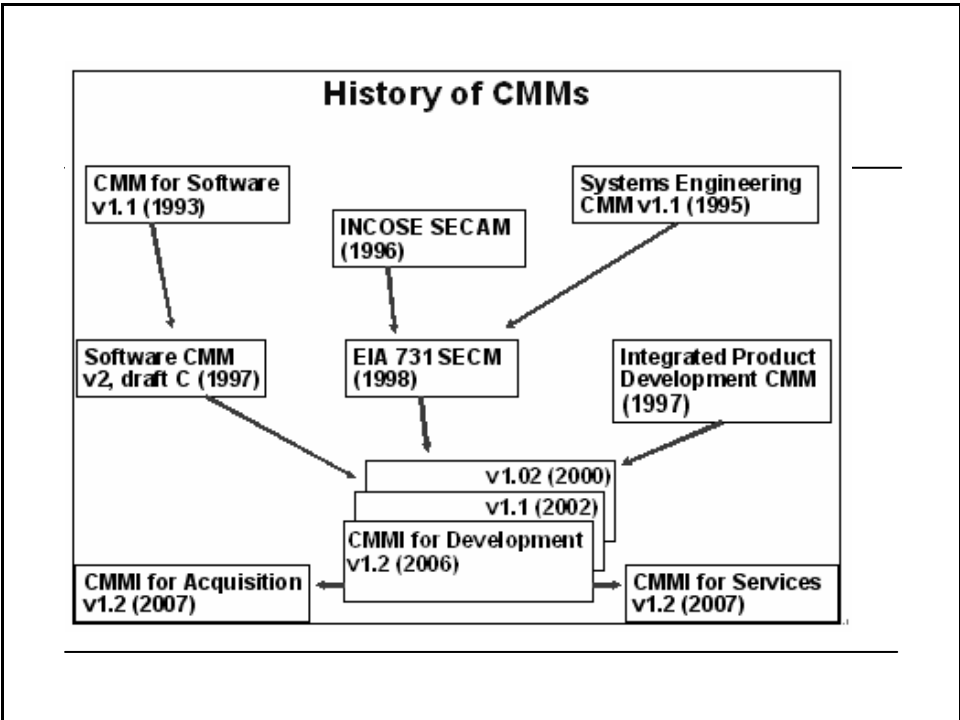 History of CMMs
CMM for Software
v1.1 (1993)
Systems Engineering
CMM v1.1 (1995)
INCOSE SECAM
(1996)
Software CMM
v2, draft C (1997)
EIA 731 SECM
(1998)
Integrated Product
Development CMM
(1997)
v1.02 (2000)
v1.1 (2002)
CMMI for Development
v1.2 (2006)
CMMI for Acquisition
v1.2 (2007)
CMMI for Services
v1.2 (2007)